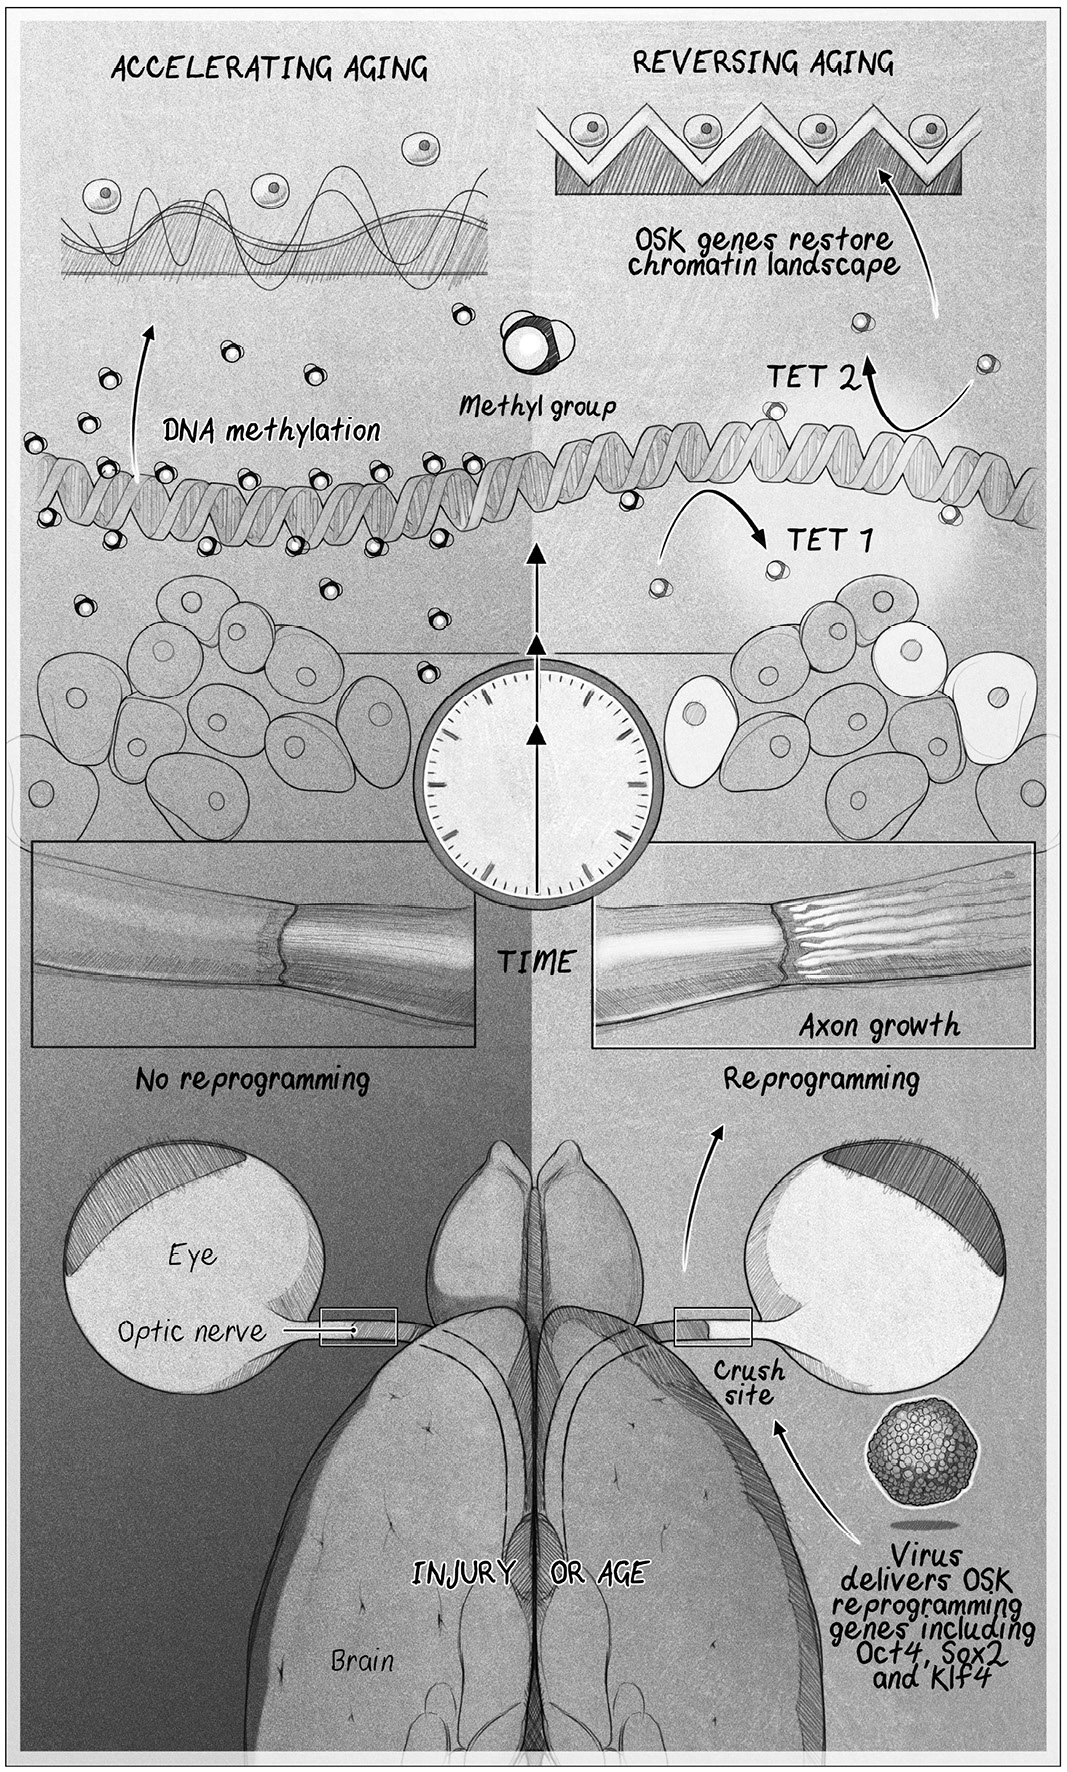 ACCELERATING AGING
REVERSING AGING
OSK genes restore
chromatin landscape
TET 2
Methyl group
DNA methylation
TET 1
TIME
Axon growth
No reprogramming
Reprogramming
Eye
Optic nerve
Crush
site
INJURY OR AGE
Virus
delivers OSK
reprogramming
genes including
Oct4, Sox2
and Klf4
Brain